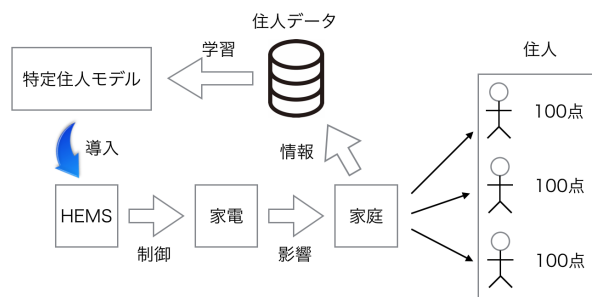 住人データ
学習
住人
特定住人モデル
100点
導入
情報
100点
HEMS
家電
家庭
制御
影響
100点